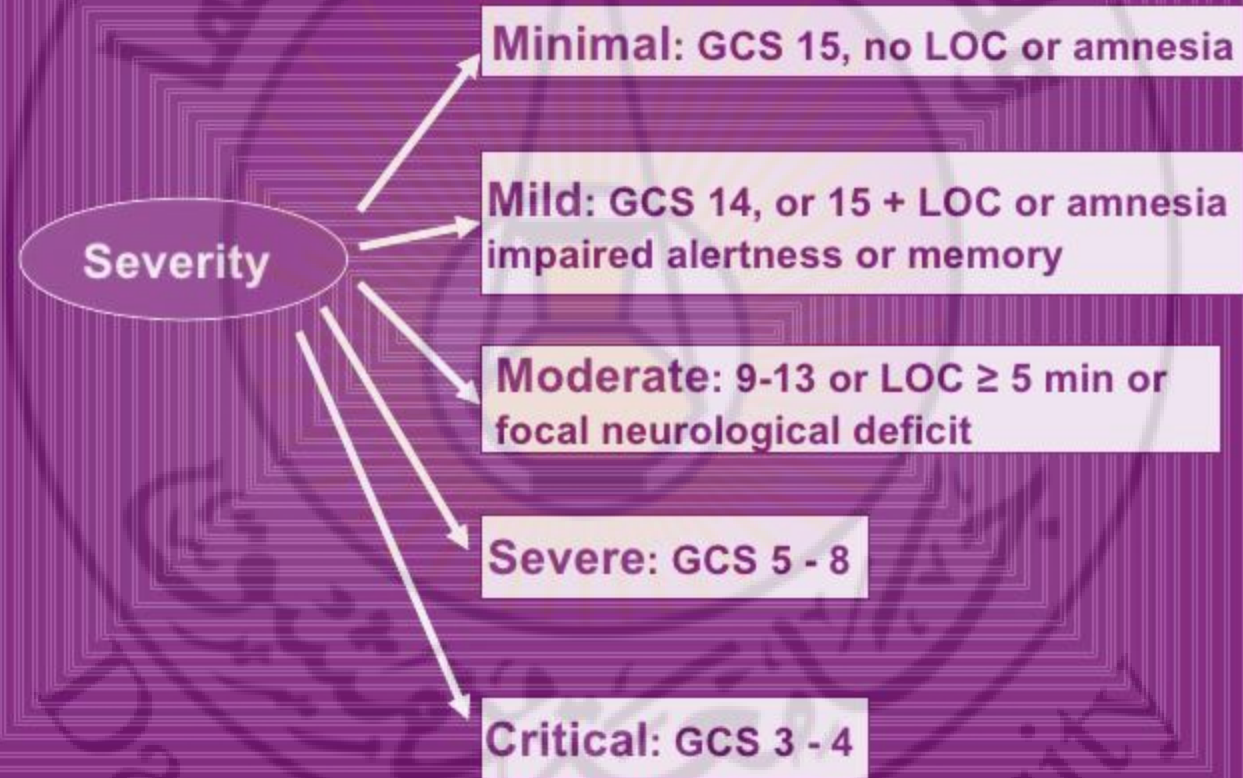 Minimal: GCS 15, no LOC or amnesia
Mild: GCS 14, or 15 + LOC or amnesia
impaired alertness or memory
Severity
Moderate: 9-13 or LOC ≥ 5 min or
focal neurological deficit
Severe: GCS 5 - 8
Critical: GCS 3 - 4